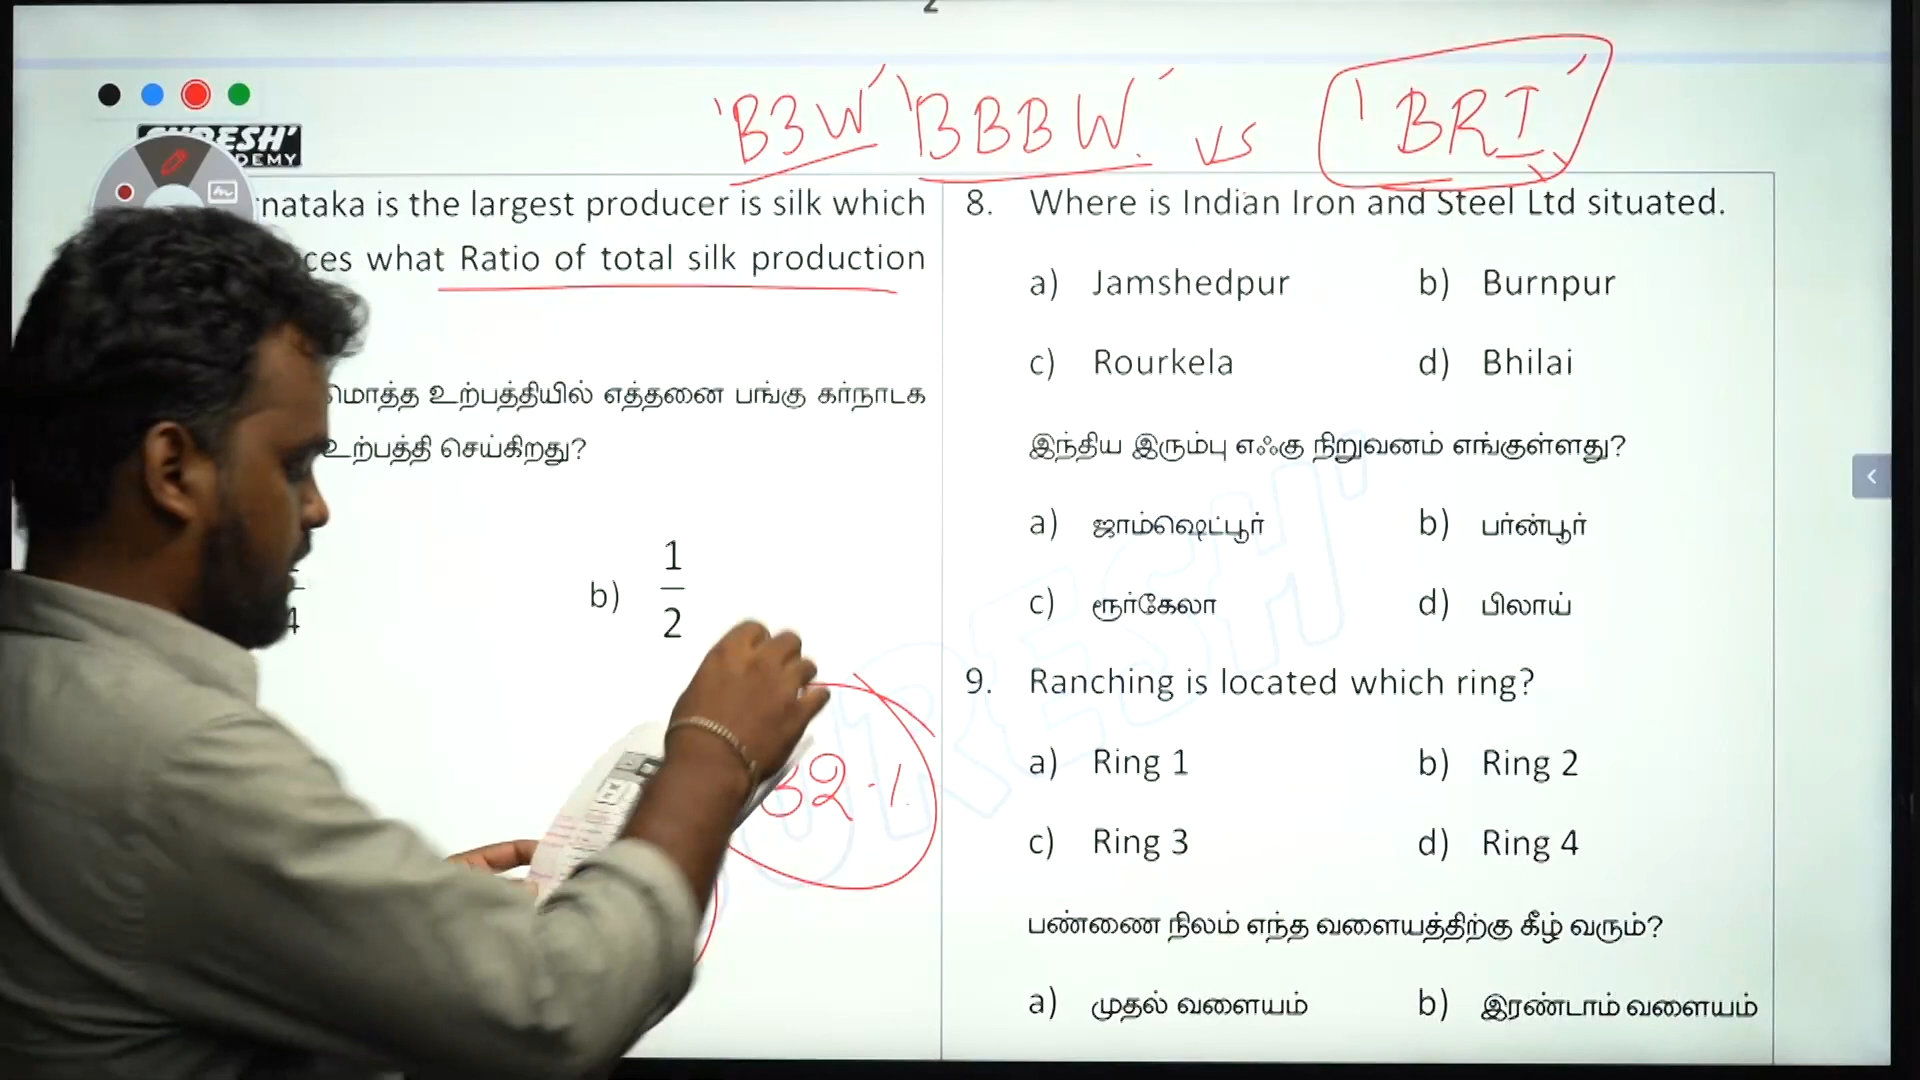 2
'B3W' 'BBBW' vs 'BRI'
SURESH'
DEMY
nataka is the largest producer is silk which
ces what Ratio of total silk production
மொத்த உற்பத்தியில் எத்தனை பங்கு கர்நாடக
உற்பத்தி செய்கிறது?
4
b) 1/2
32%
8. Where is Indian Iron and Steel Ltd situated.
a) Jamshedpur b) Burnpur
c) Rourkela d) Bhilai
இந்திய இரும்பு எஃகு நிறுவனம் எங்குள்ளது?
a) ஜாம்ஷெட்பூர் b) பர்ன்பூர்
c) ரூர்கேலா d) பிலாய்
9. Ranching is located which ring?
a) Ring 1 b) Ring 2
c) Ring 3 d) Ring 4
பண்ணை நிலம் எந்த வளையத்திற்கு கீழ் வரும்?
a) முதல் வளையம் b) இரண்டாம் வளையம்
SURESH'